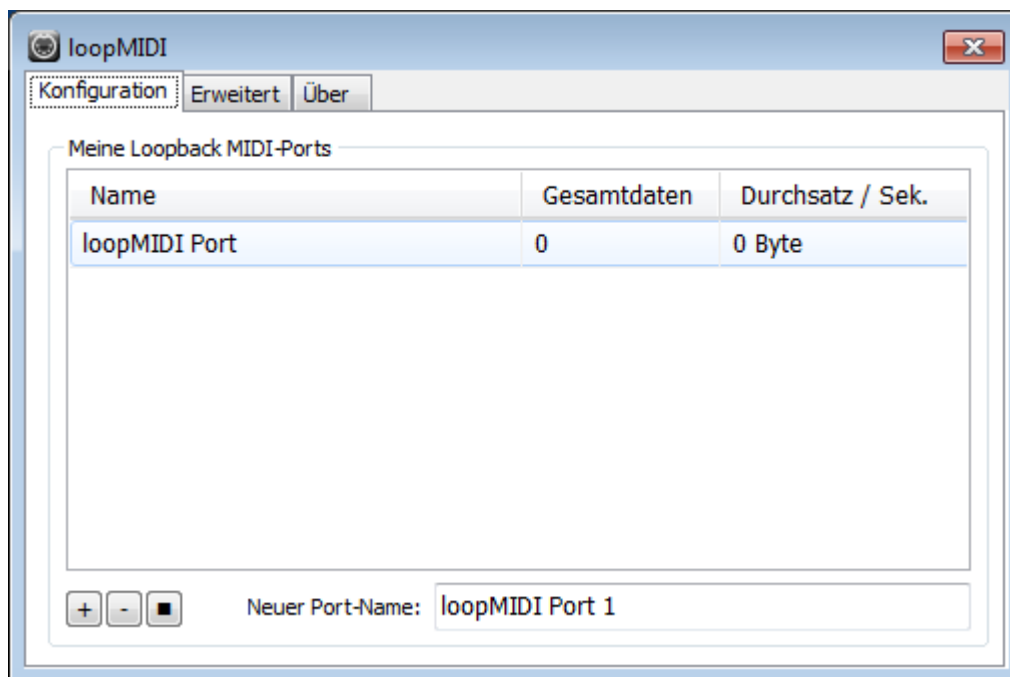 loopMIDI
Konfiguration Erweitert Über
Meine Loopback MIDI-Ports
Name Gesamtdaten Durchsatz / Sek.
loopMIDI Port 0 0 Byte
+ - Neuer Port-Name: loopMIDI Port 1